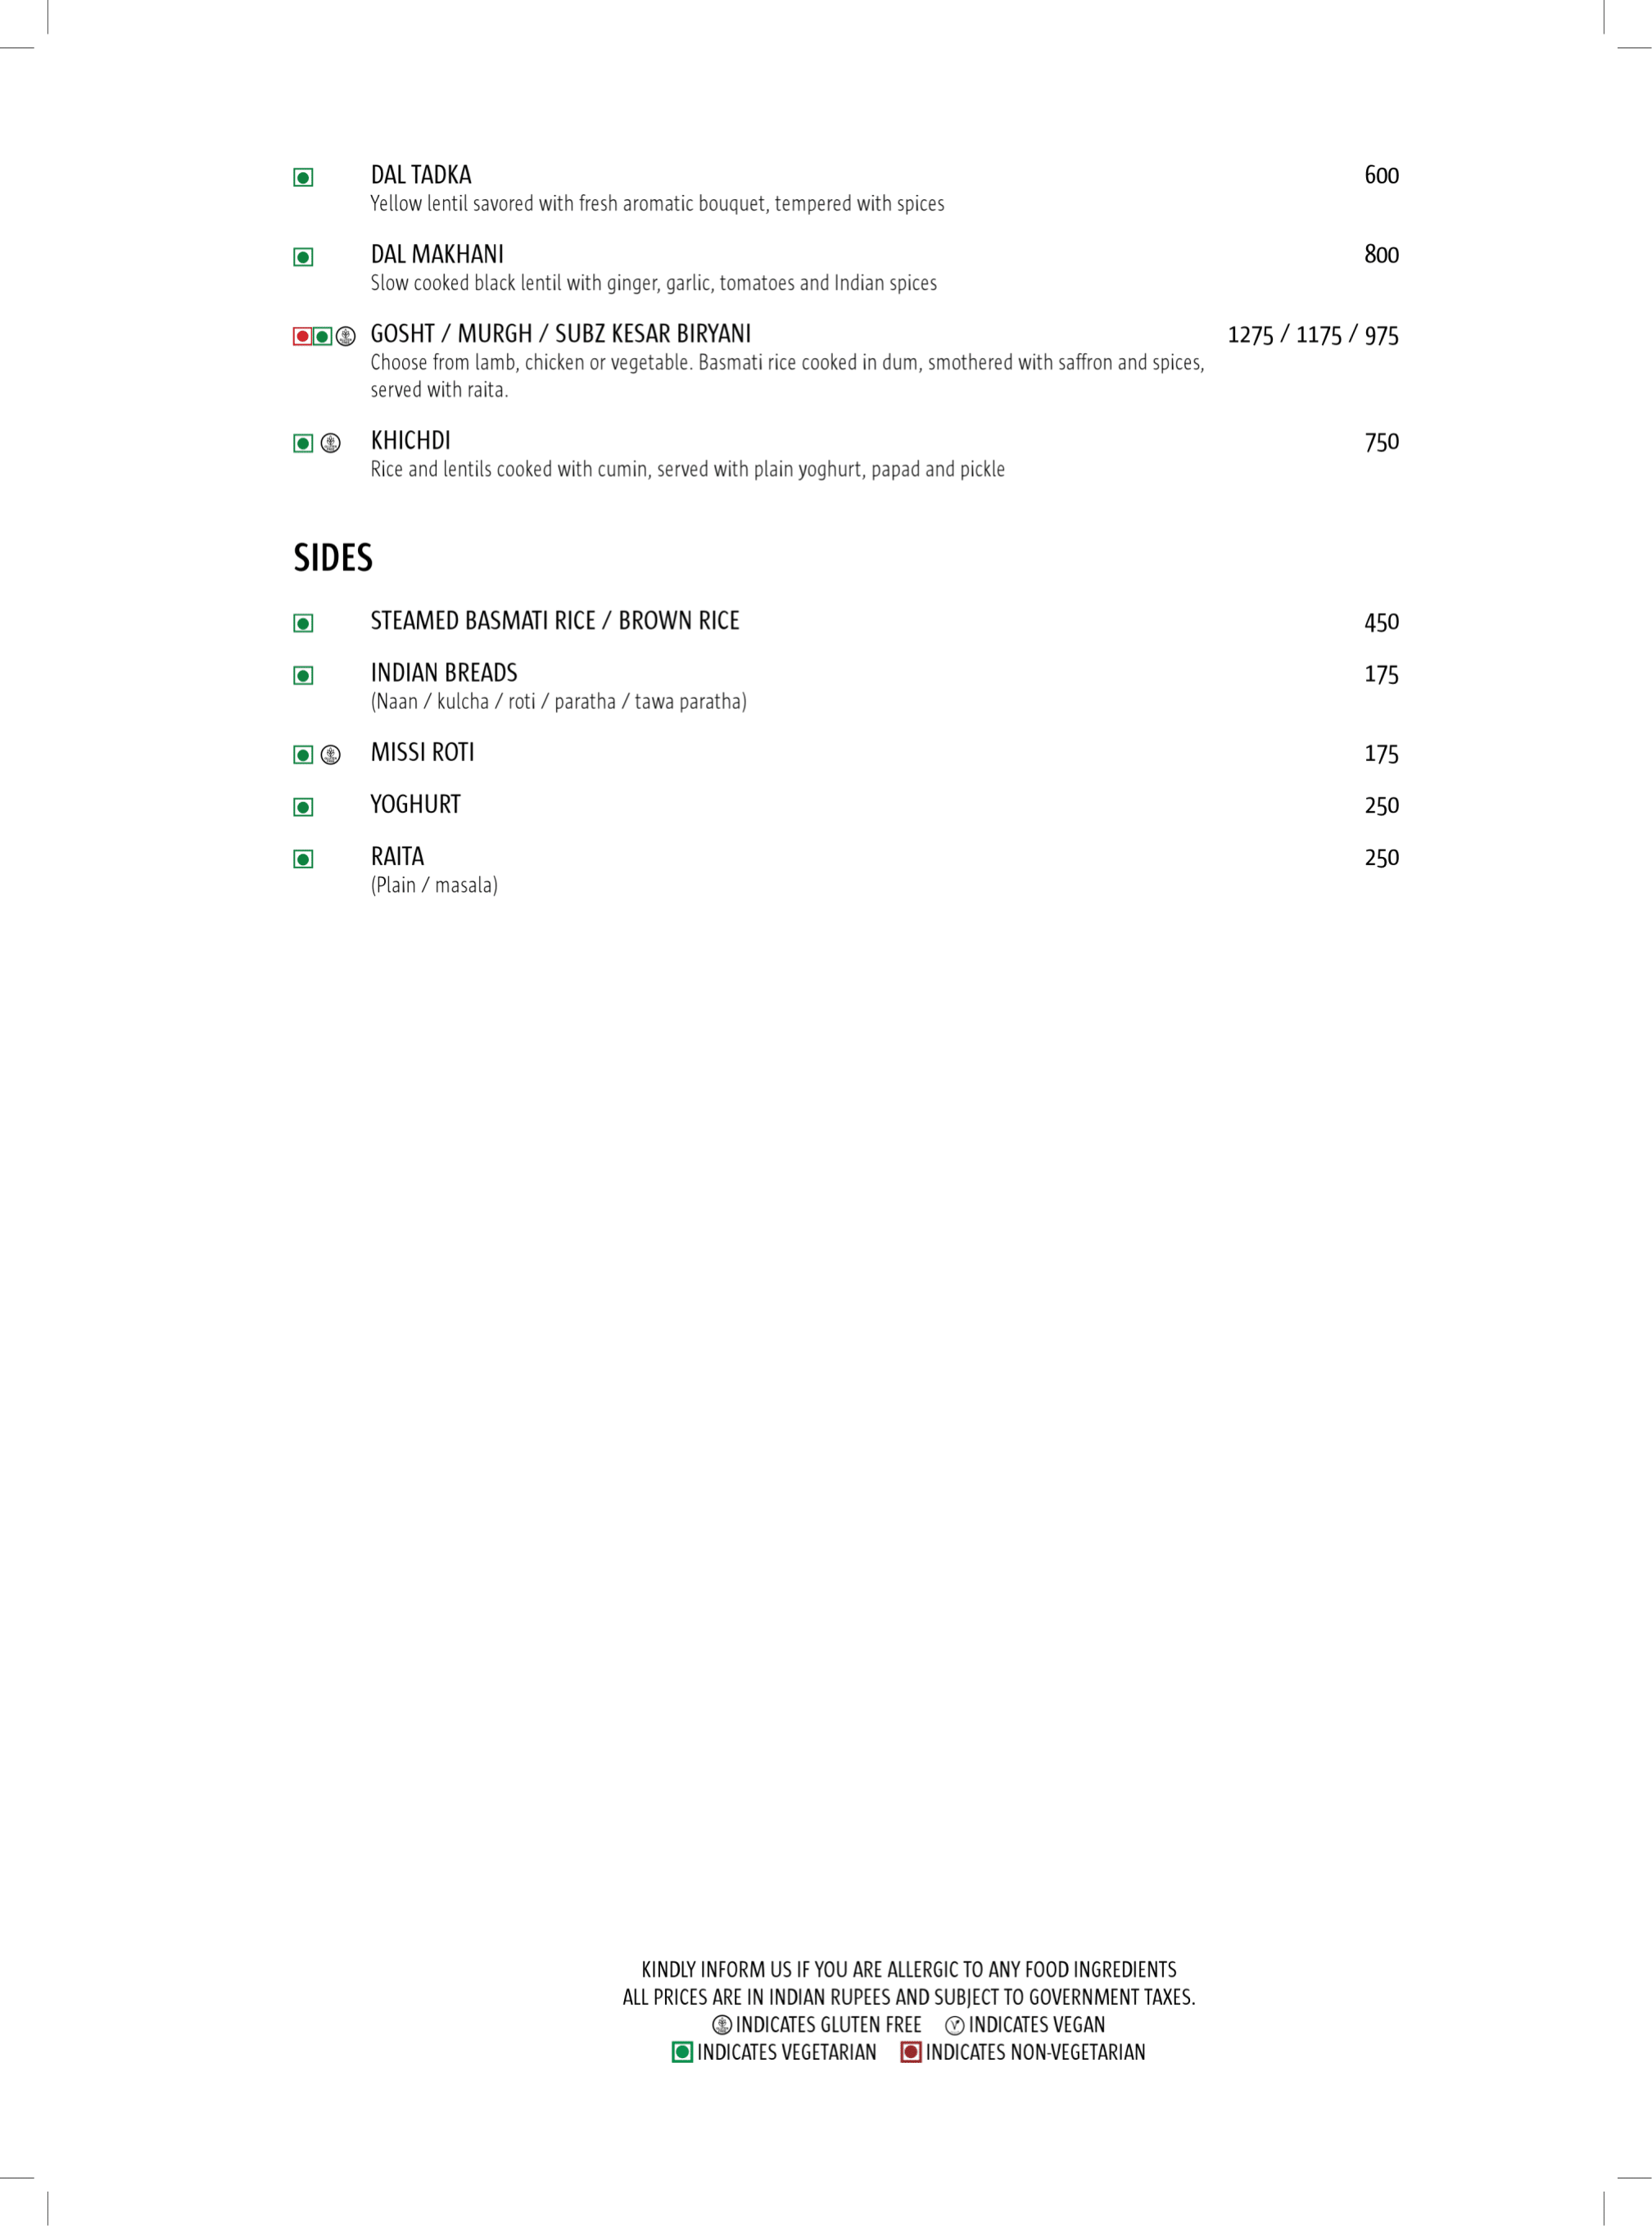 DAL TADKA 600
Yellow lentil savored with fresh aromatic bouquet, tempered with spices
DAL MAKHANI 800
Slow cooked black lentil with ginger, garlic, tomatoes and Indian spices
GOSHT / MURGH / SUBZ KESAR BIRYANI 1275 / 1175 / 975
Choose from lamb, chicken or vegetable. Basmati rice cooked in dum, smothered with saffron and spices,
served with raita.
KHICHDI 750
Rice and lentils cooked with cumin, served with plain yoghurt, papad and pickle
SIDES
STEAMED BASMATI RICE / BROWN RICE 450
INDIAN BREADS 175
(Naan / kulcha / roti / paratha / tawa paratha)
MISSI ROTI 175
YOGHURT 250
RAITA 250
(Plain / masala)
KINDLY INFORM US IF YOU ARE ALLERGIC TO ANY FOOD INGREDIENTS
ALL PRICES ARE IN INDIAN RUPEES AND SUBJECT TO GOVERNMENT TAXES.
INDICATES GLUTEN FREE INDICATES VEGAN
INDICATES VEGETARIAN INDICATES NON-VEGETARIAN